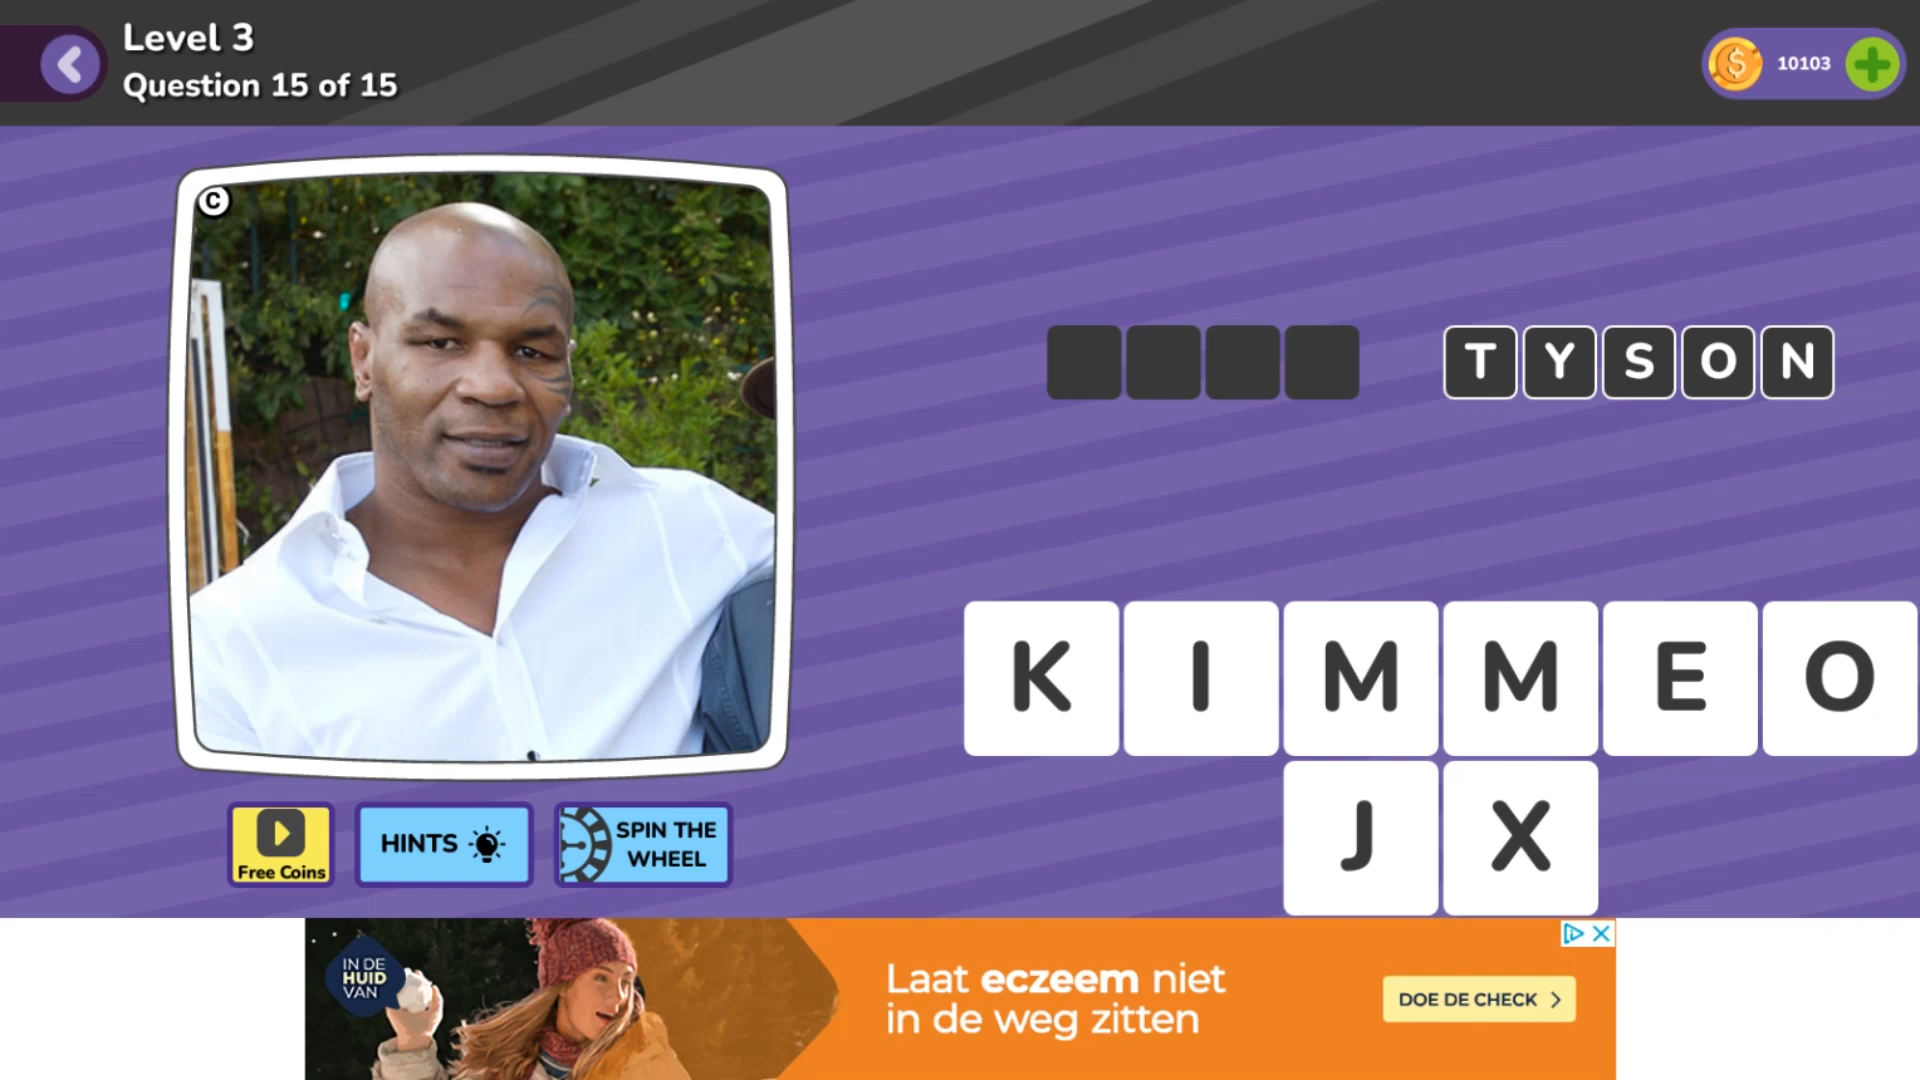 Level 3
Question 15 of 15
10103
C
T Y S O N
K I M M E O
J X
Free Coins
HINTS
SPIN THE
WHEEL
IN DE
HUID
VAN
Laat eczeem niet
in de weg zitten
DOE DE CHECK